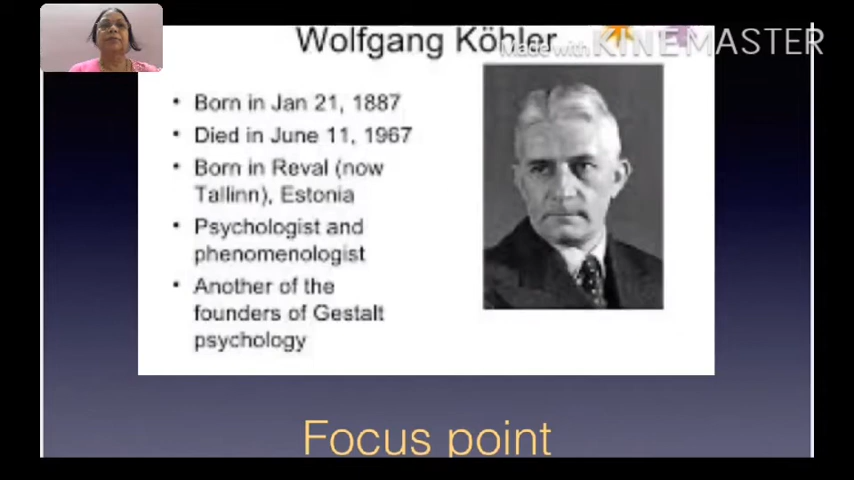 Wolfgang Köhler
Made with KINEMASTER
• Born in Jan 21, 1887
• Died in June 11, 1967
• Born in Reval (now
Tallinn), Estonia
• Psychologist and
phenomenologist
• Another of the
founders of Gestalt
psychology
Focus point